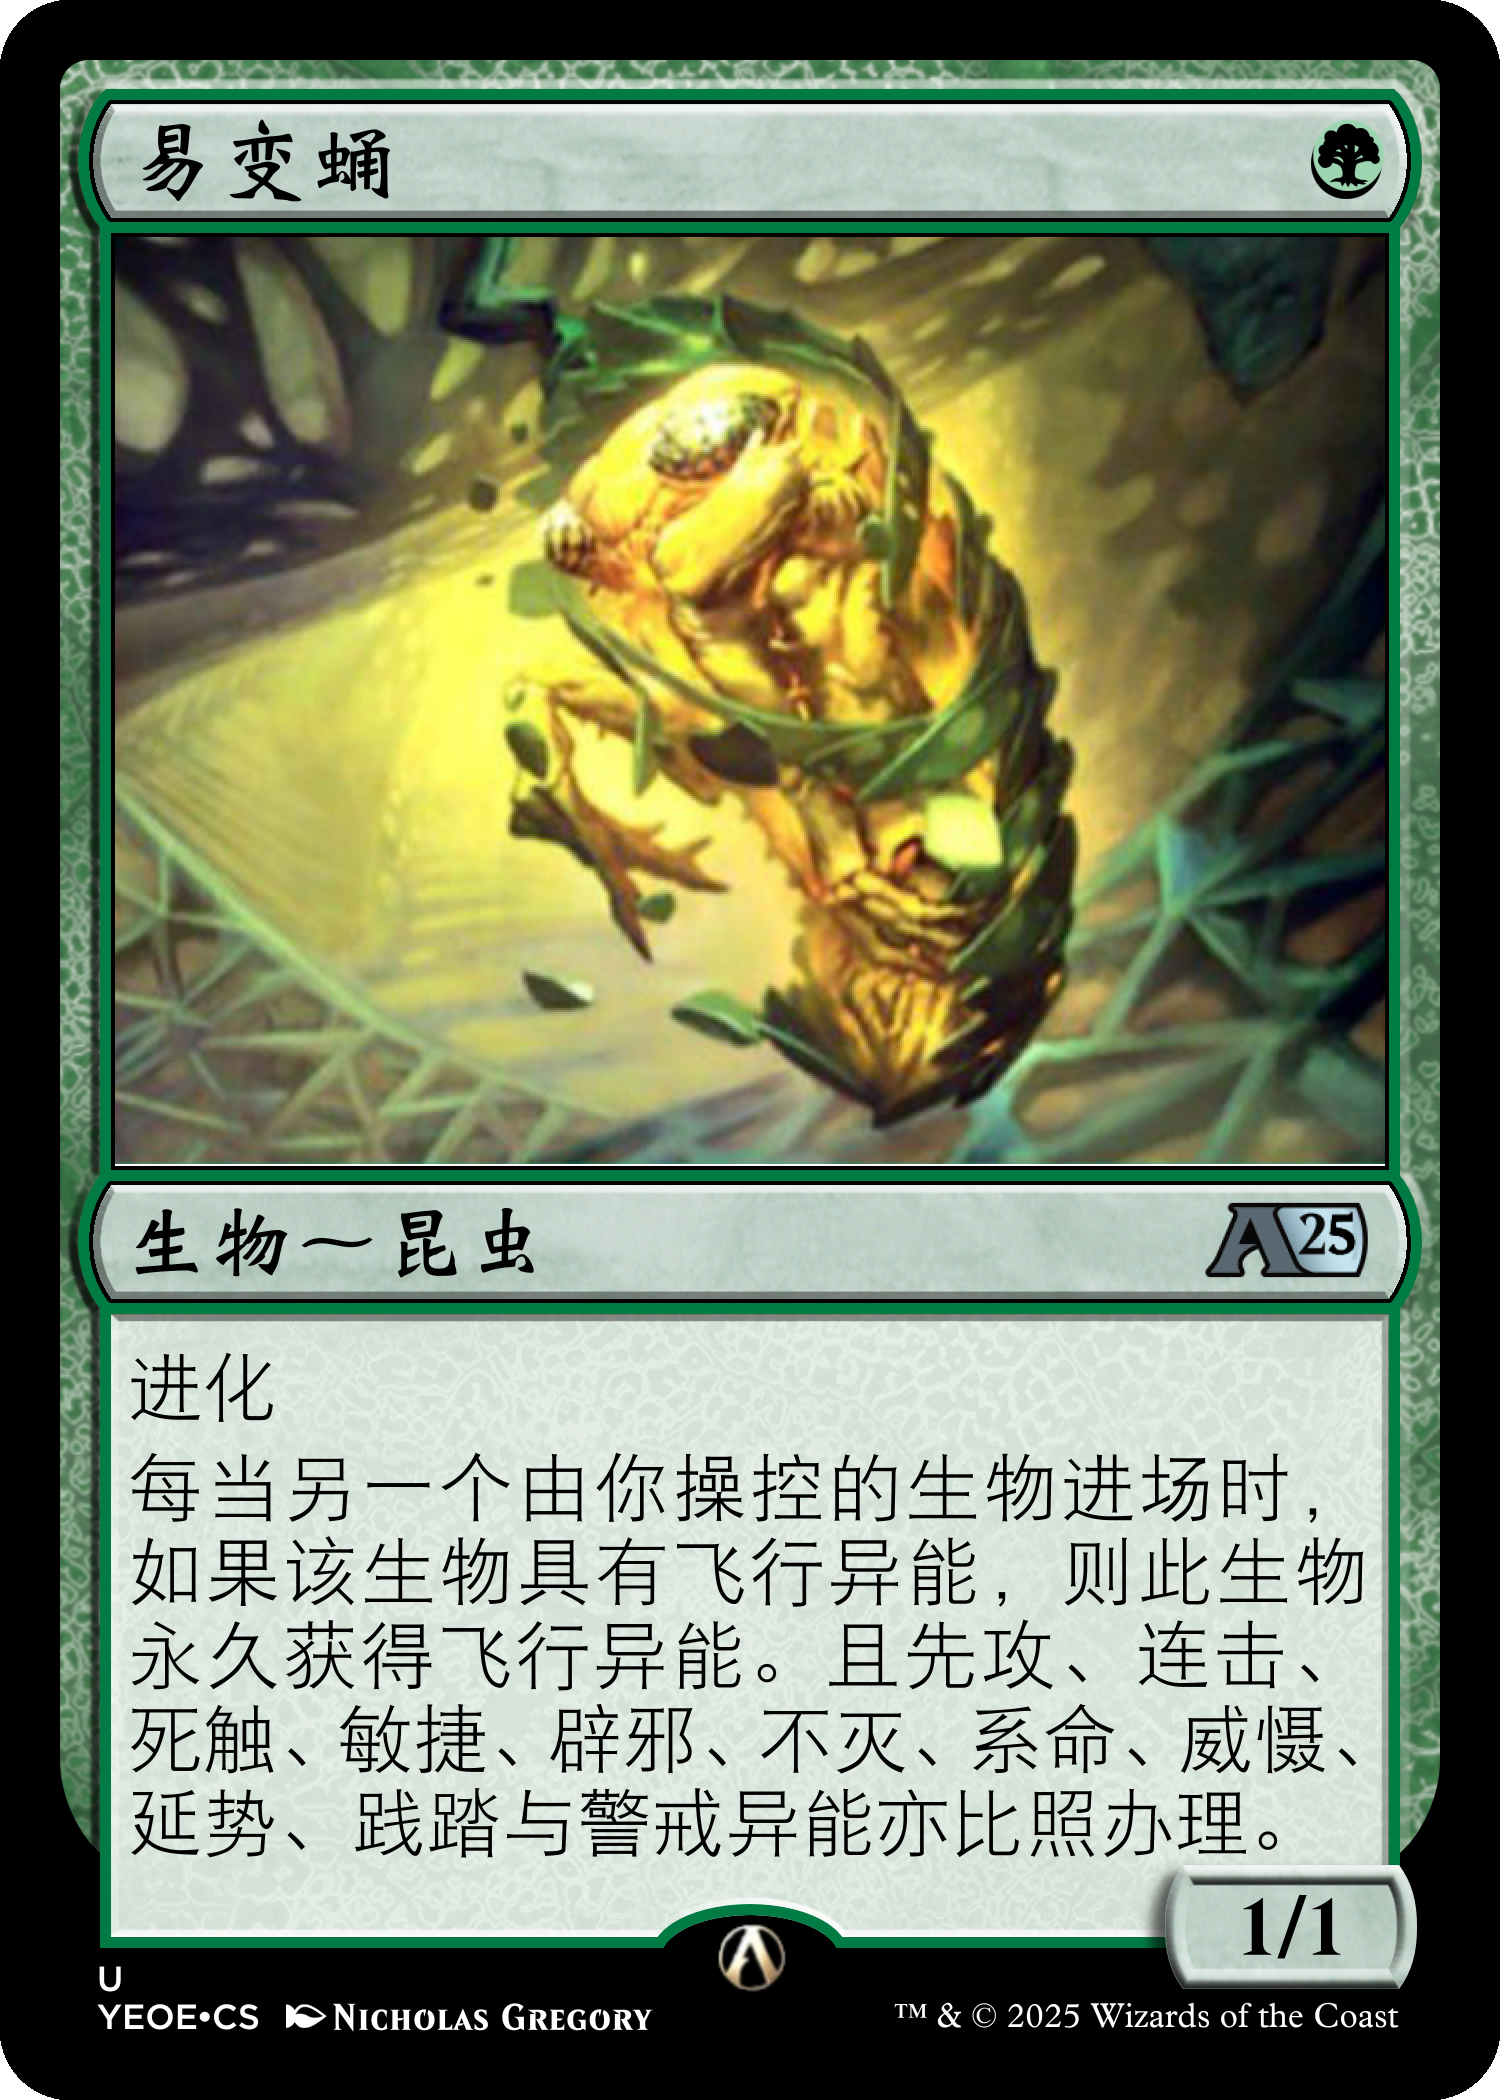 易变蛹
生物～昆虫
A25
进化
每当另一个由你操控的生物进场时，
如果该生物具有飞行异能，则此生物
永久获得飞行异能。且先攻、连击、
死触、敏捷、辟邪、不灭、系命、威慑、
延势、践踏与警戒异能亦比照办理。
1/1
U
YEOE•CS NICHOLAS GREGORY
™ & © 2025 Wizards of the Coast